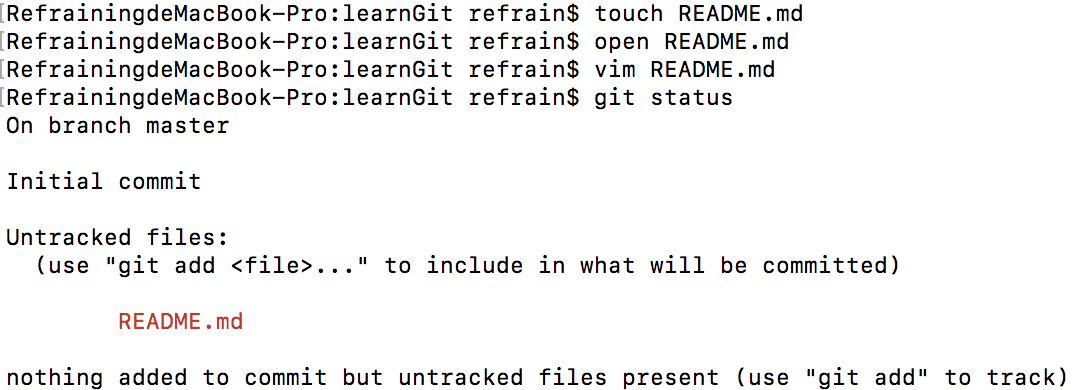 [RefrainingdeMacBook-Pro:learnGit refrain$ touch README.md
[RefrainingdeMacBook-Pro:learnGit refrain$ open README.md
[RefrainingdeMacBook-Pro:learnGit refrain$ vim README.md
[RefrainingdeMacBook-Pro:learnGit refrain$ git status
On branch master
Initial commit
Untracked files:
  (use "git add <file>..." to include in what will be committed)
        README.md
nothing added to commit but untracked files present (use "git add" to track)